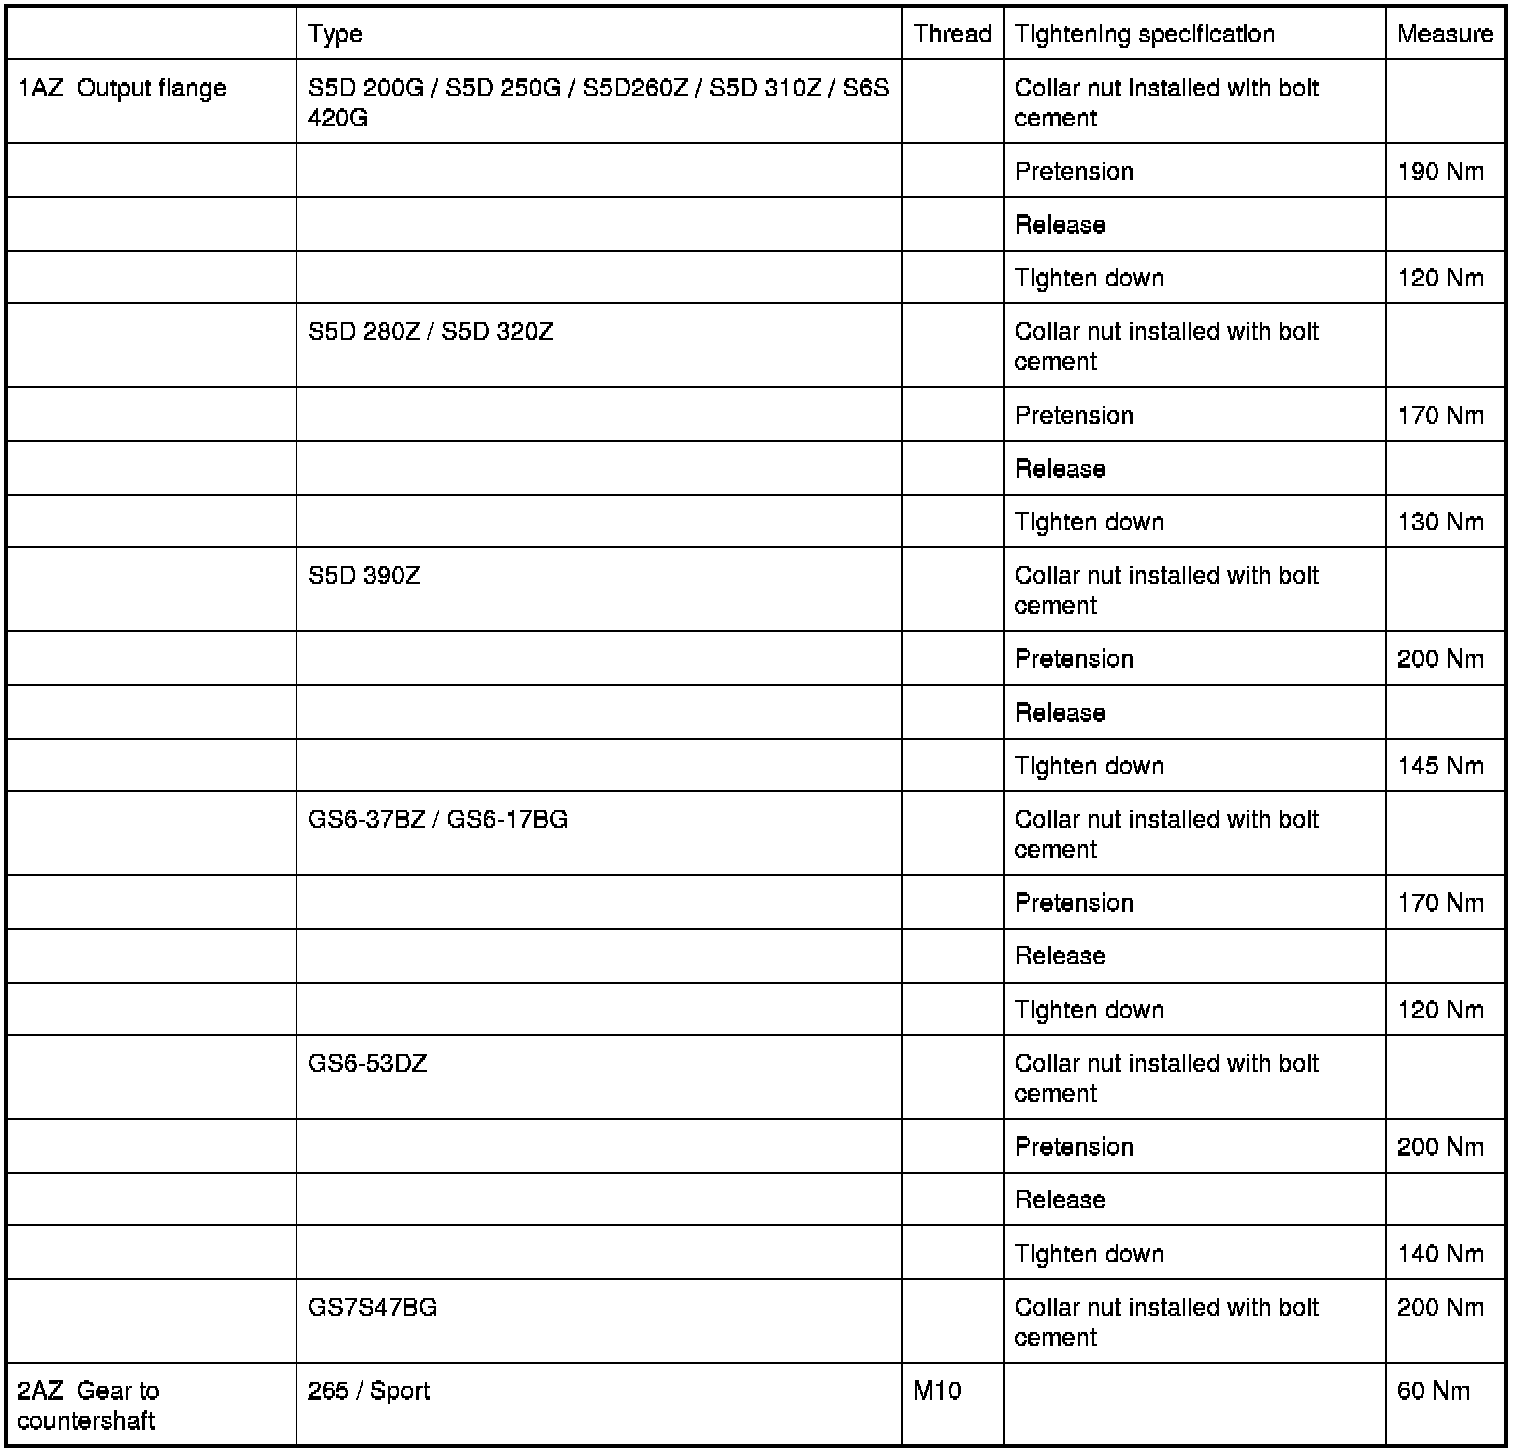 Type Thread Tightening specification Measure
1AZ Output flange S5D 200G / S5D 250G / S5D260Z / S5D 310Z / S6S Collar nut installed with bolt
420G cement
Pretension 190 Nm
Release
Tighten down 120 Nm
S5D 280Z / S5D 320Z Collar nut installed with bolt
cement
Pretension 170 Nm
Release
Tighten down 130 Nm
S5D 390Z Collar nut installed with bolt
cement
Pretension 200 Nm
Release
Tighten down 145 Nm
GS6-37BZ / GS6-17BG Collar nut installed with bolt
cement
Pretension 170 Nm
Release
Tighten down 120 Nm
GS6-53DZ Collar nut installed with bolt
cement
Pretension 200 Nm
Release
Tighten down 140 Nm
GS7S47BG Collar nut installed with bolt 200 Nm
cement
2AZ Gear to 265 / Sport M10 60 Nm
countershaft